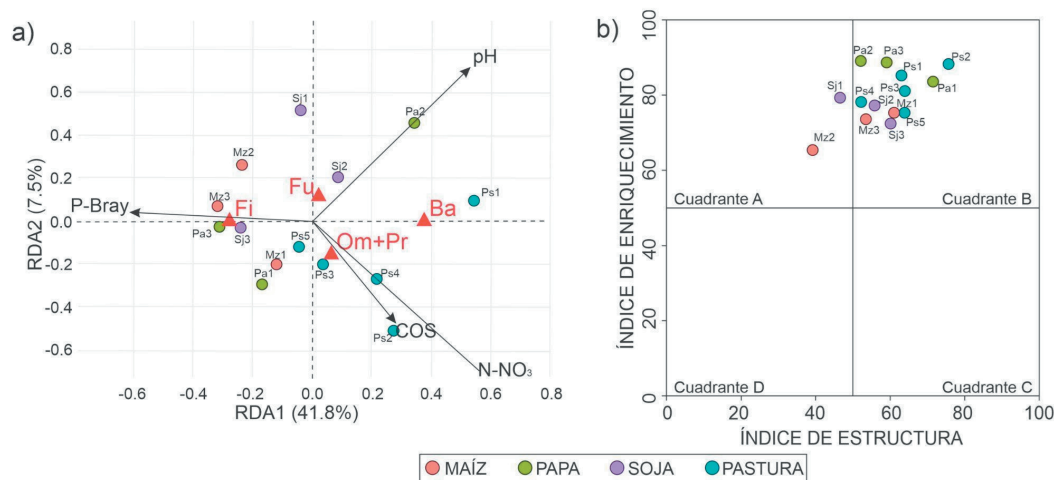 a)
RDA2 (7.5%)
0.8
0.6
0.4
0.2
0.0
-0.2
-0.4
-0.6
pH
Sj1
Pa2
Mz2
Sj2
Fu
Ps1
Mz3
P-Bray
Fi
Ba
Pa3
Sj3
Om+Pr
Ps5
Mz1
Ps3
Ps4
Pa1
Ps2
COS
N-NO₃
-0.6
-0.4
-0.2
0.0
0.2
0.4
0.6
0.8
RDA1 (41.8%)
b)
ÍNDICE DE ENRIQUECIMIENTO
100
80
60
40
20
0
Pa2
Pa3
Ps2
Ps1
Sj1
Ps3
Pa1
Ps4
Sj2
Mz1
Mz3
Ps5
Sj3
Mz2
Cuadrante A
Cuadrante B
Cuadrante D
Cuadrante C
0
20
40
60
80
100
ÍNDICE DE ESTRUCTURA
MAÍZ
PAPA
SOJA
PASTURA